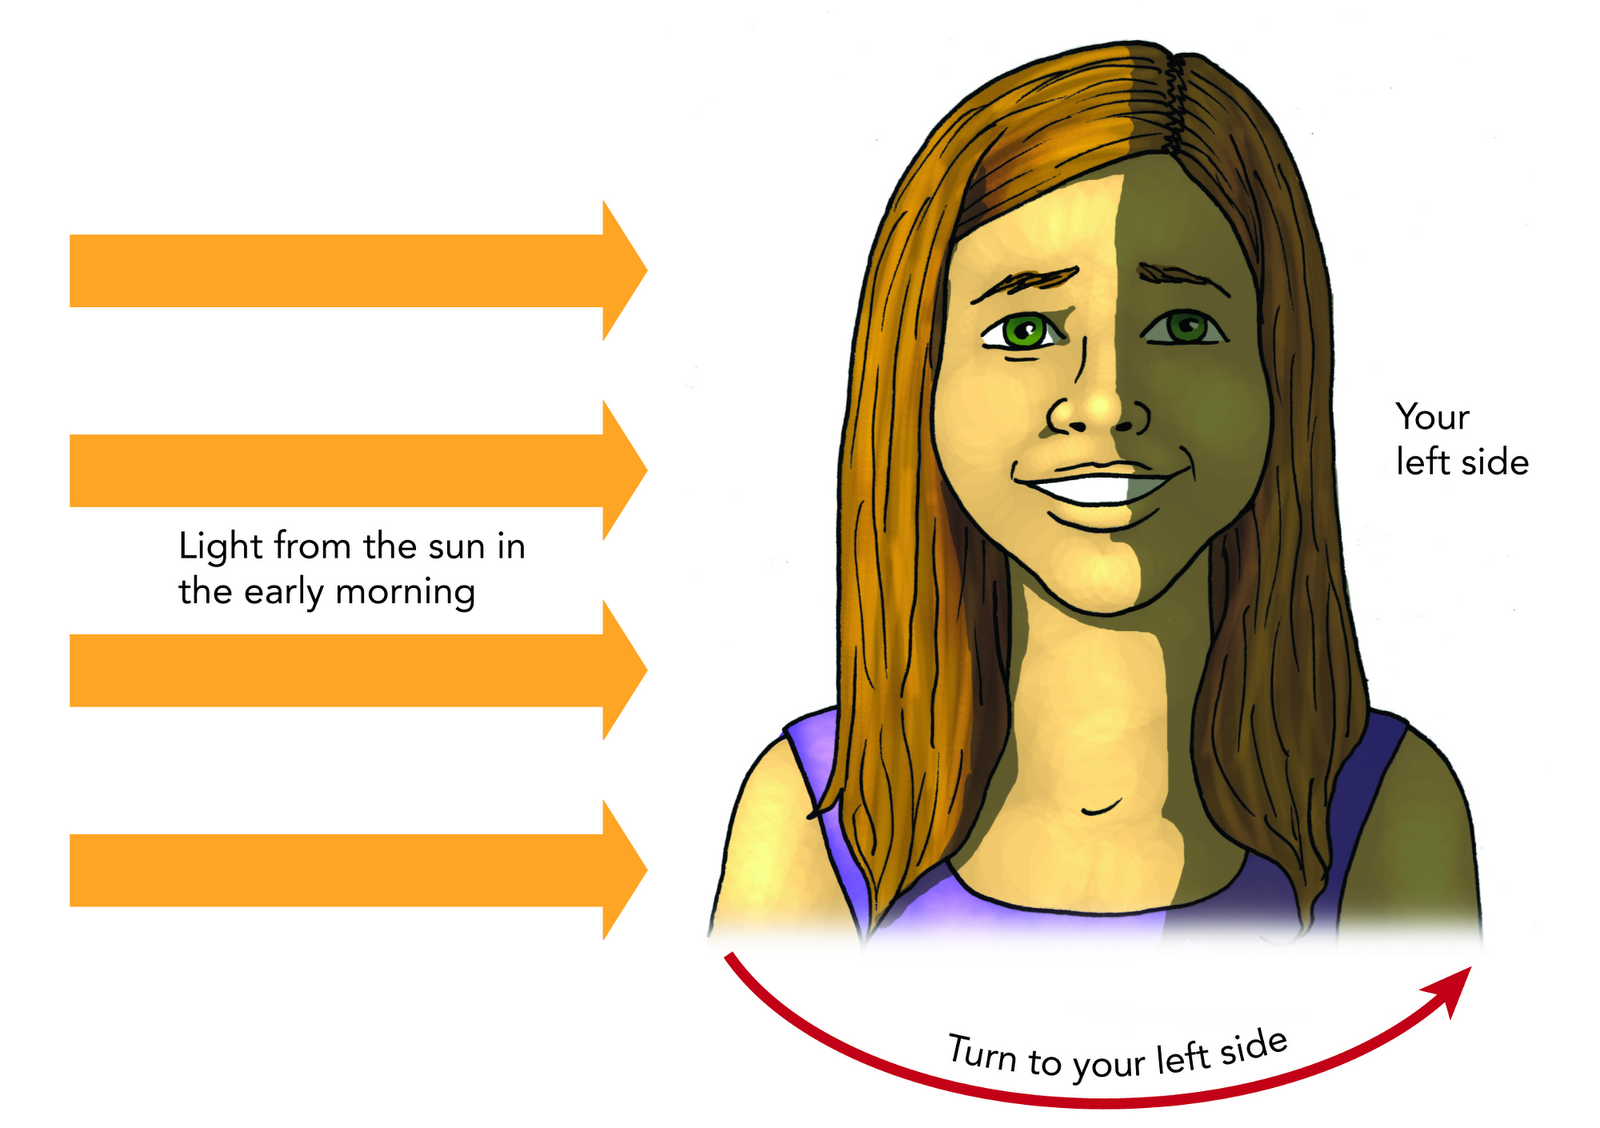 Light from the sun in
the early morning
Your
left side
Turn to your left side